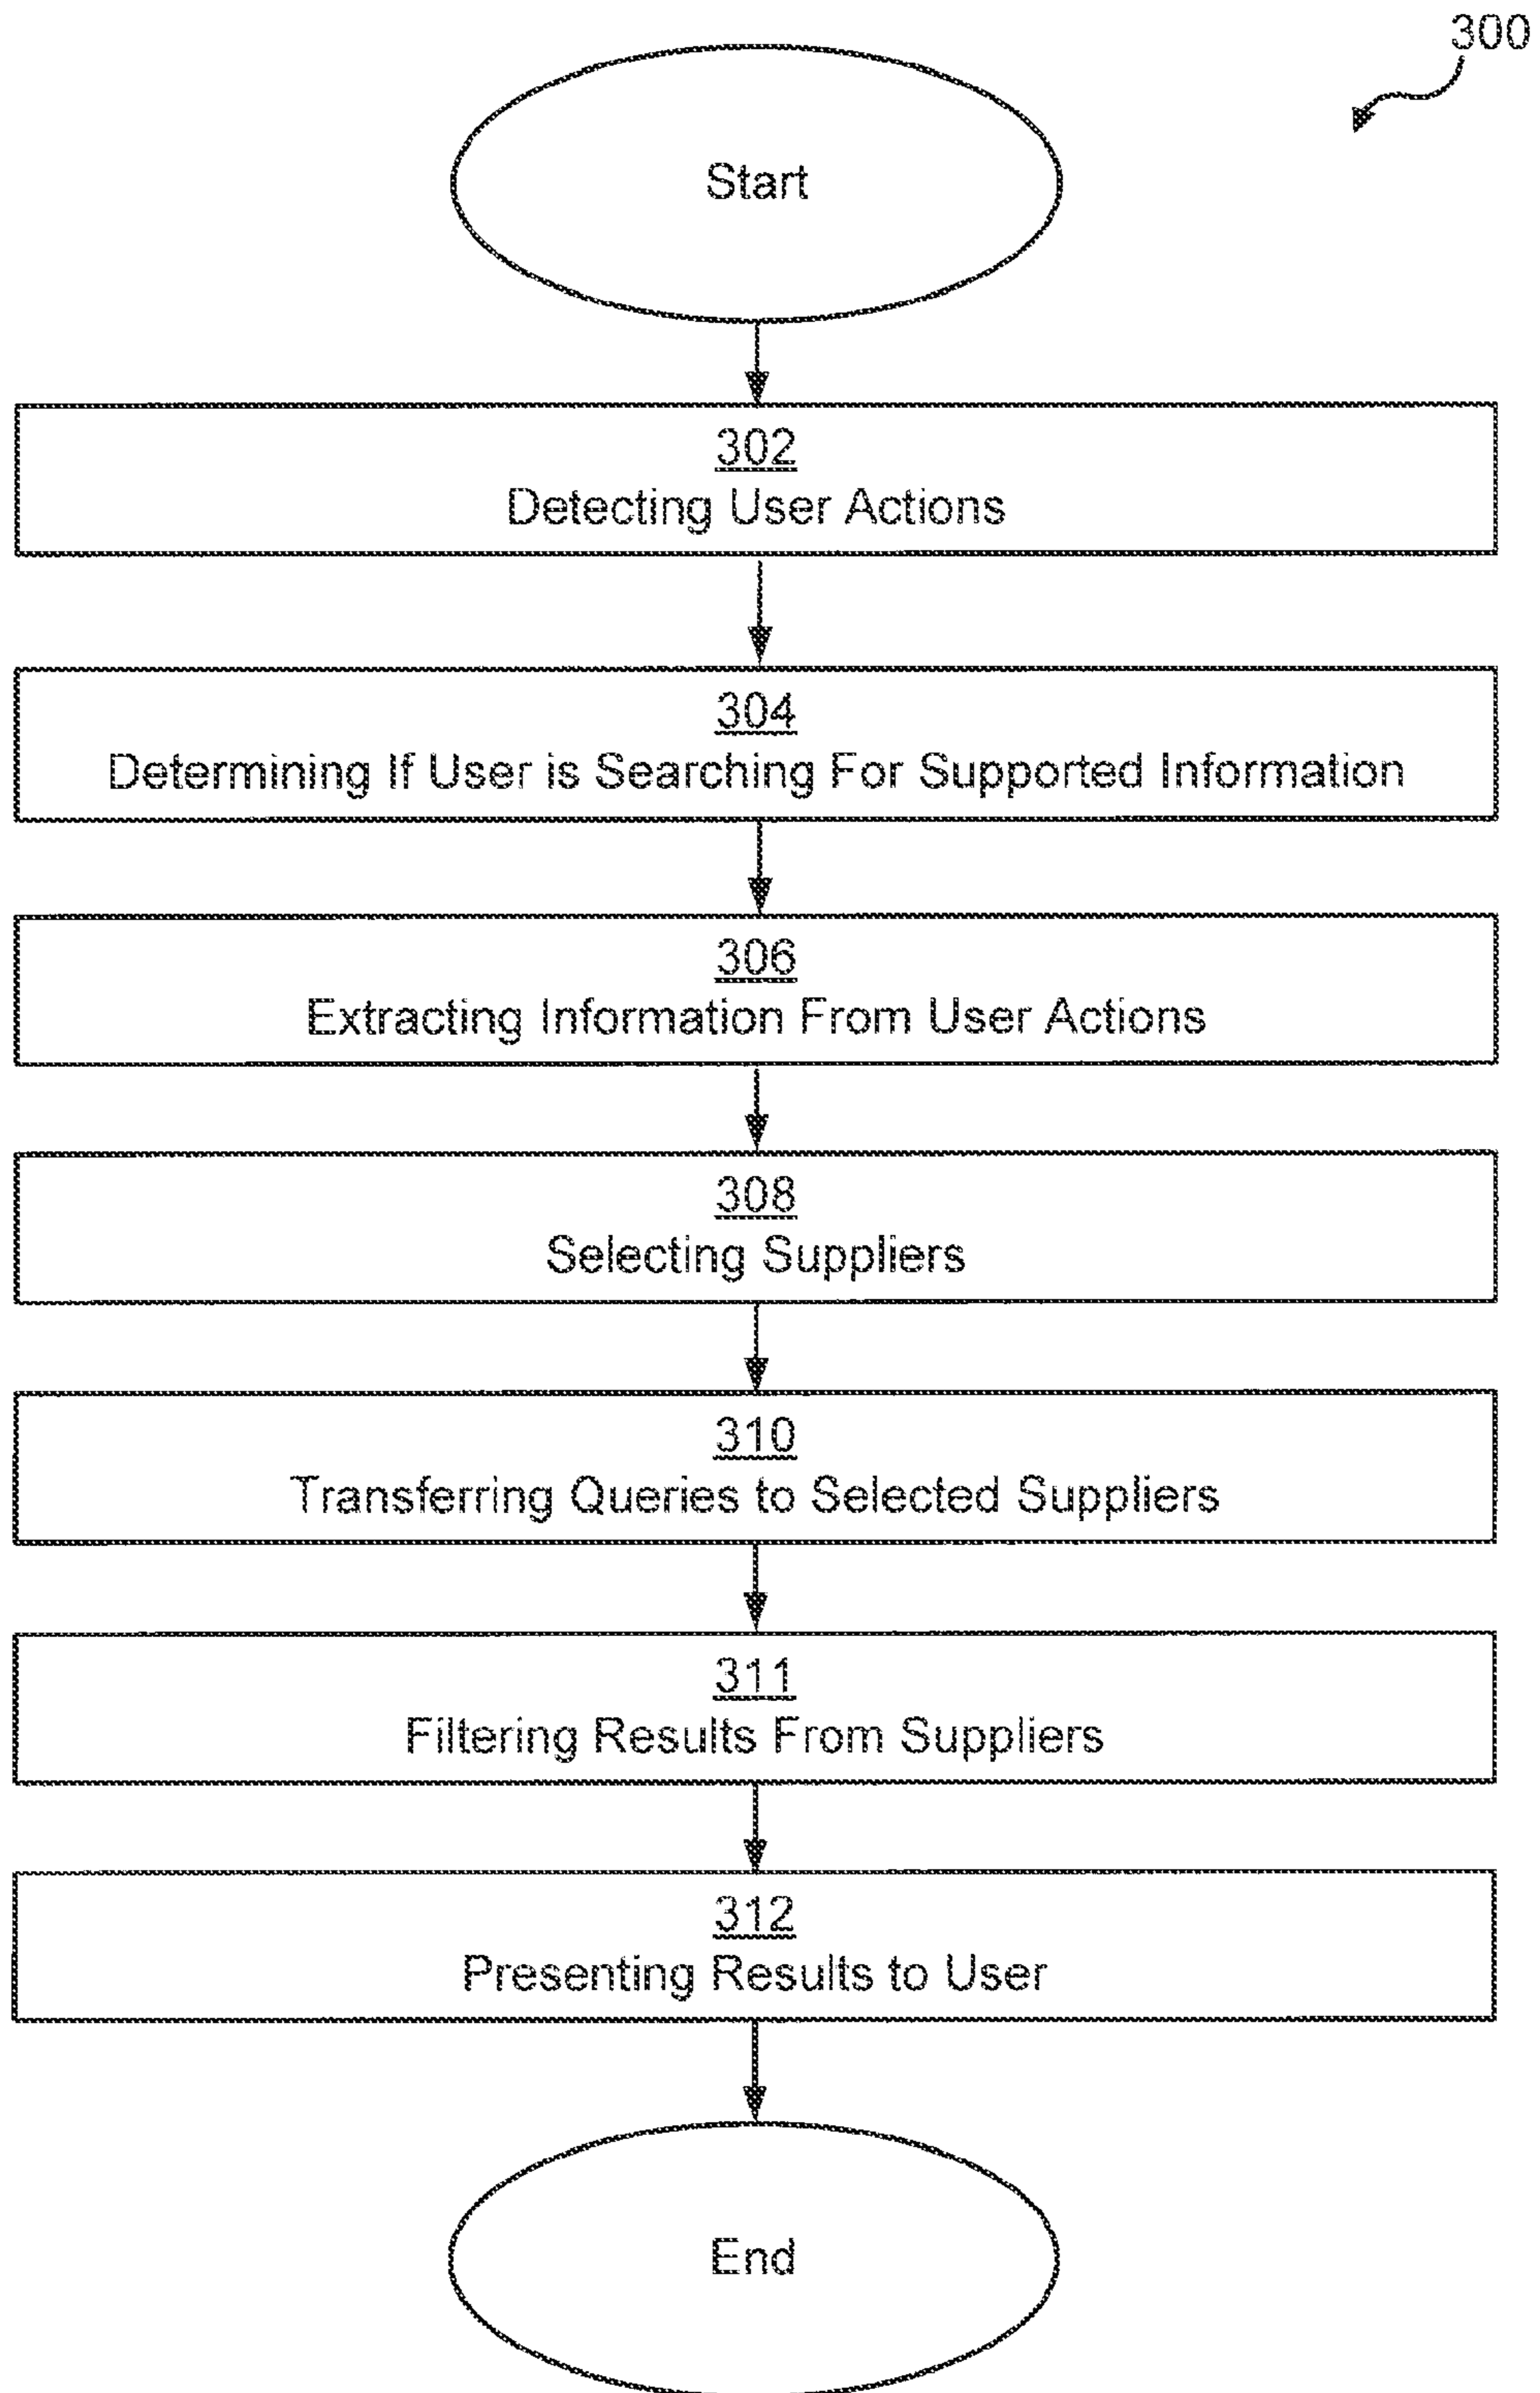 300
Start
302
Detecting User Actions
304
Determining If User is Searching For Supported Information
306
Extracting Information From User Actions
308
Selecting Suppliers
310
Transferring Queries to Selected Suppliers
311
Filtering Results From Suppliers
312
Presenting Results to User
End